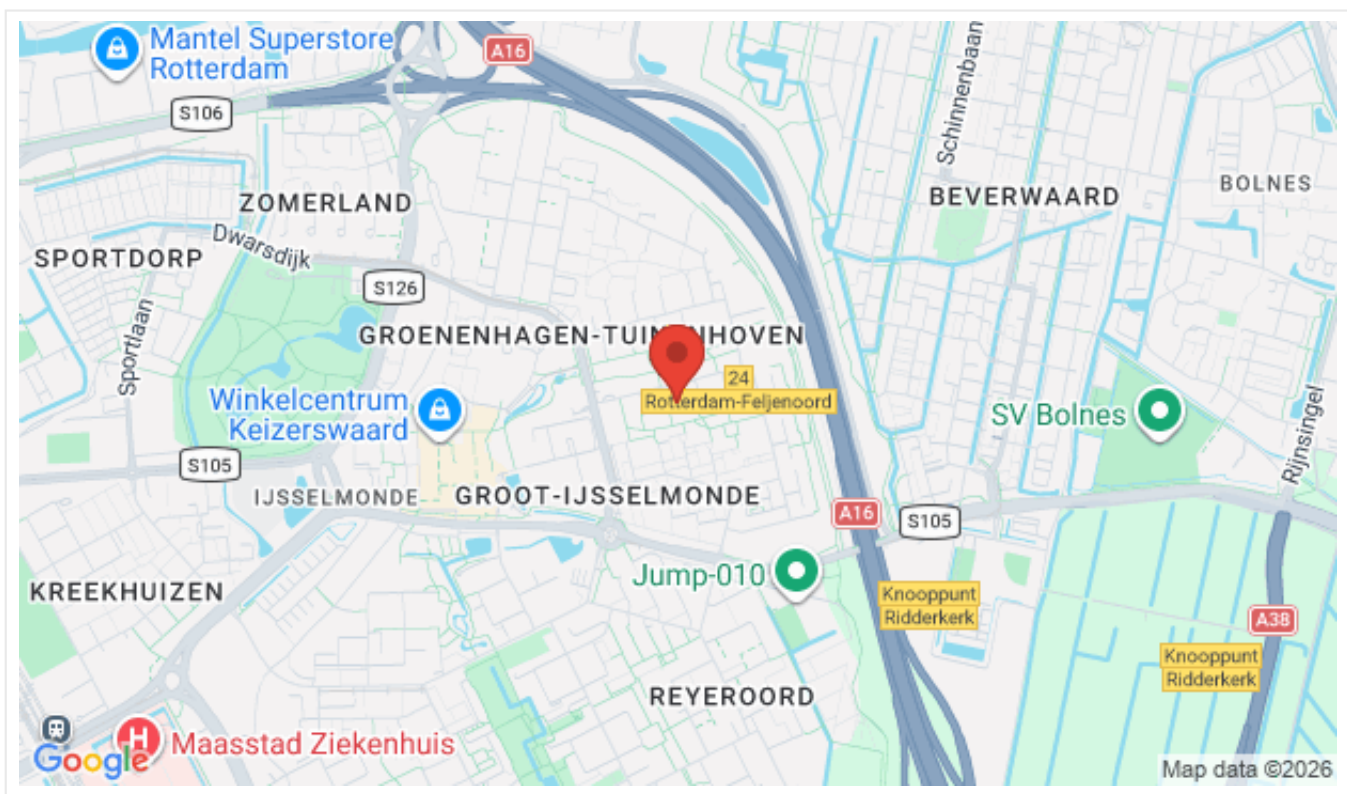 Mantel Superstore
Rotterdam
A16
S106
Schinnenbaan
BEVERWAARD
BOLNES
ZOMERLAND
Dwarsdijk
SPORTDORP
S126
Sportlaan
GROENENHAGEN-TUINENHOVEN
24
Rotterdam-Feijenoord
Winkelcentrum
Keizerswaard
SV Bolnes
Rijnsingel
S105
IJSSELMONDE
GROOT-IJSSELMONDE
A16
S105
Jump-010
KREEKHUIZEN
Knooppunt
Ridderkerk
A38
Knooppunt
Ridderkerk
REYEROORD
H
Maasstad Ziekenhuis
Google
Map data ©2026